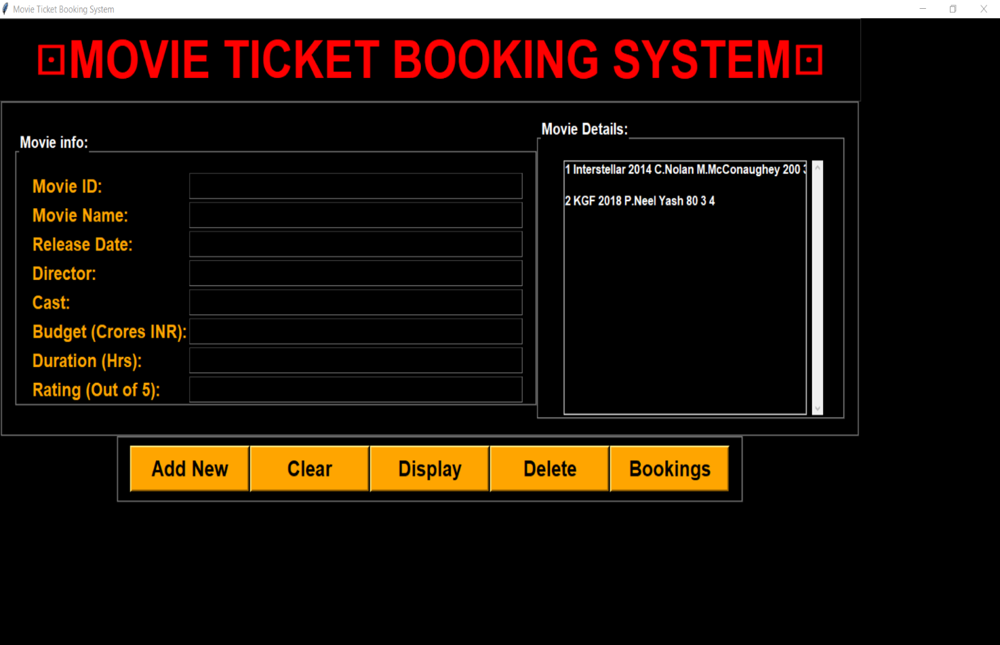 Movie Ticket Booking System
⚀MOVIE TICKET BOOKING SYSTEM⚀
Movie info:
Movie ID:
Movie Name:
Release Date:
Director:
Cast:
Budget (Crores INR):
Duration (Hrs):
Rating (Out of 5):
Movie Details:
1 Interstellar 2014 C.Nolan M.McConaughey 200
2 KGF 2018 P.Neel Yash 80 3 4
Add New Clear Display Delete Bookings